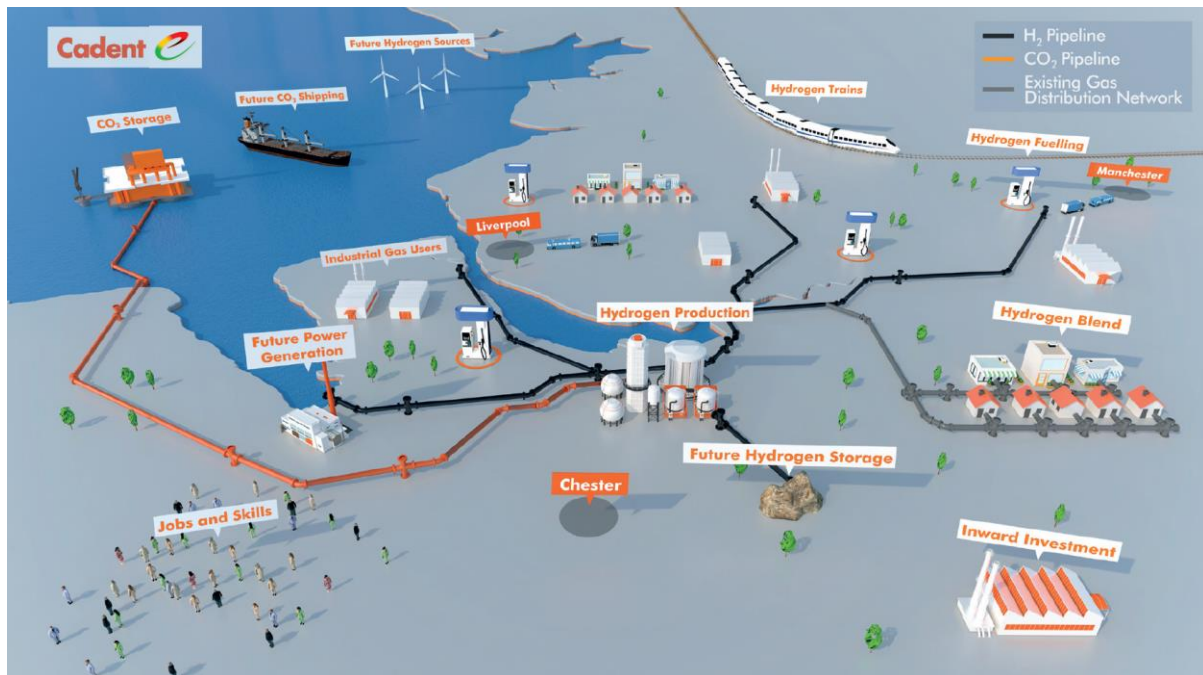 Cadent
Future Hydrogen Sources
H₂ Pipeline
CO₂ Pipeline
Existing Gas
Distribution Network
CO₂ Storage
Future CO₂ Shipping
Hydrogen Trains
Hydrogen Fuelling
Manchester
Liverpool
Industrial Gas Users
Hydrogen Production
Hydrogen Blend
Future Power
Generation
Future Hydrogen Storage
Chester
Jobs and Skills
Inward Investment